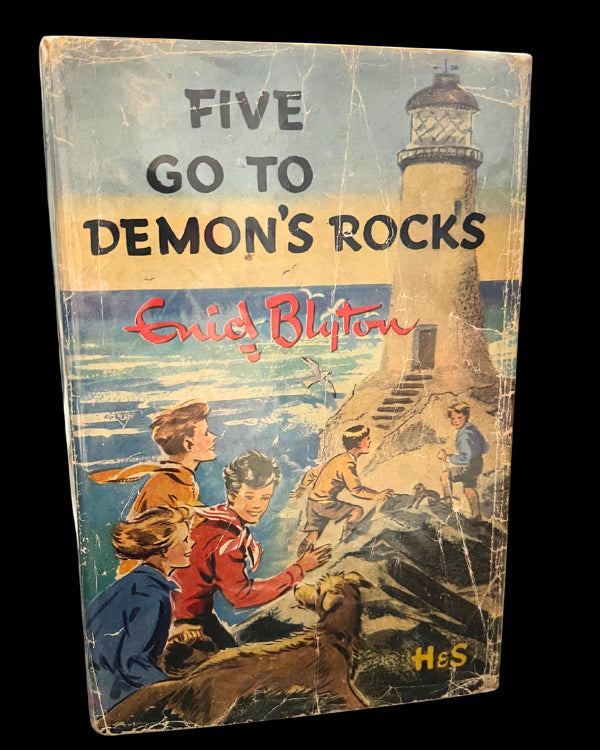 FIVE
GO TO
DEMON'S ROCKS
Enid Blyton
H&S